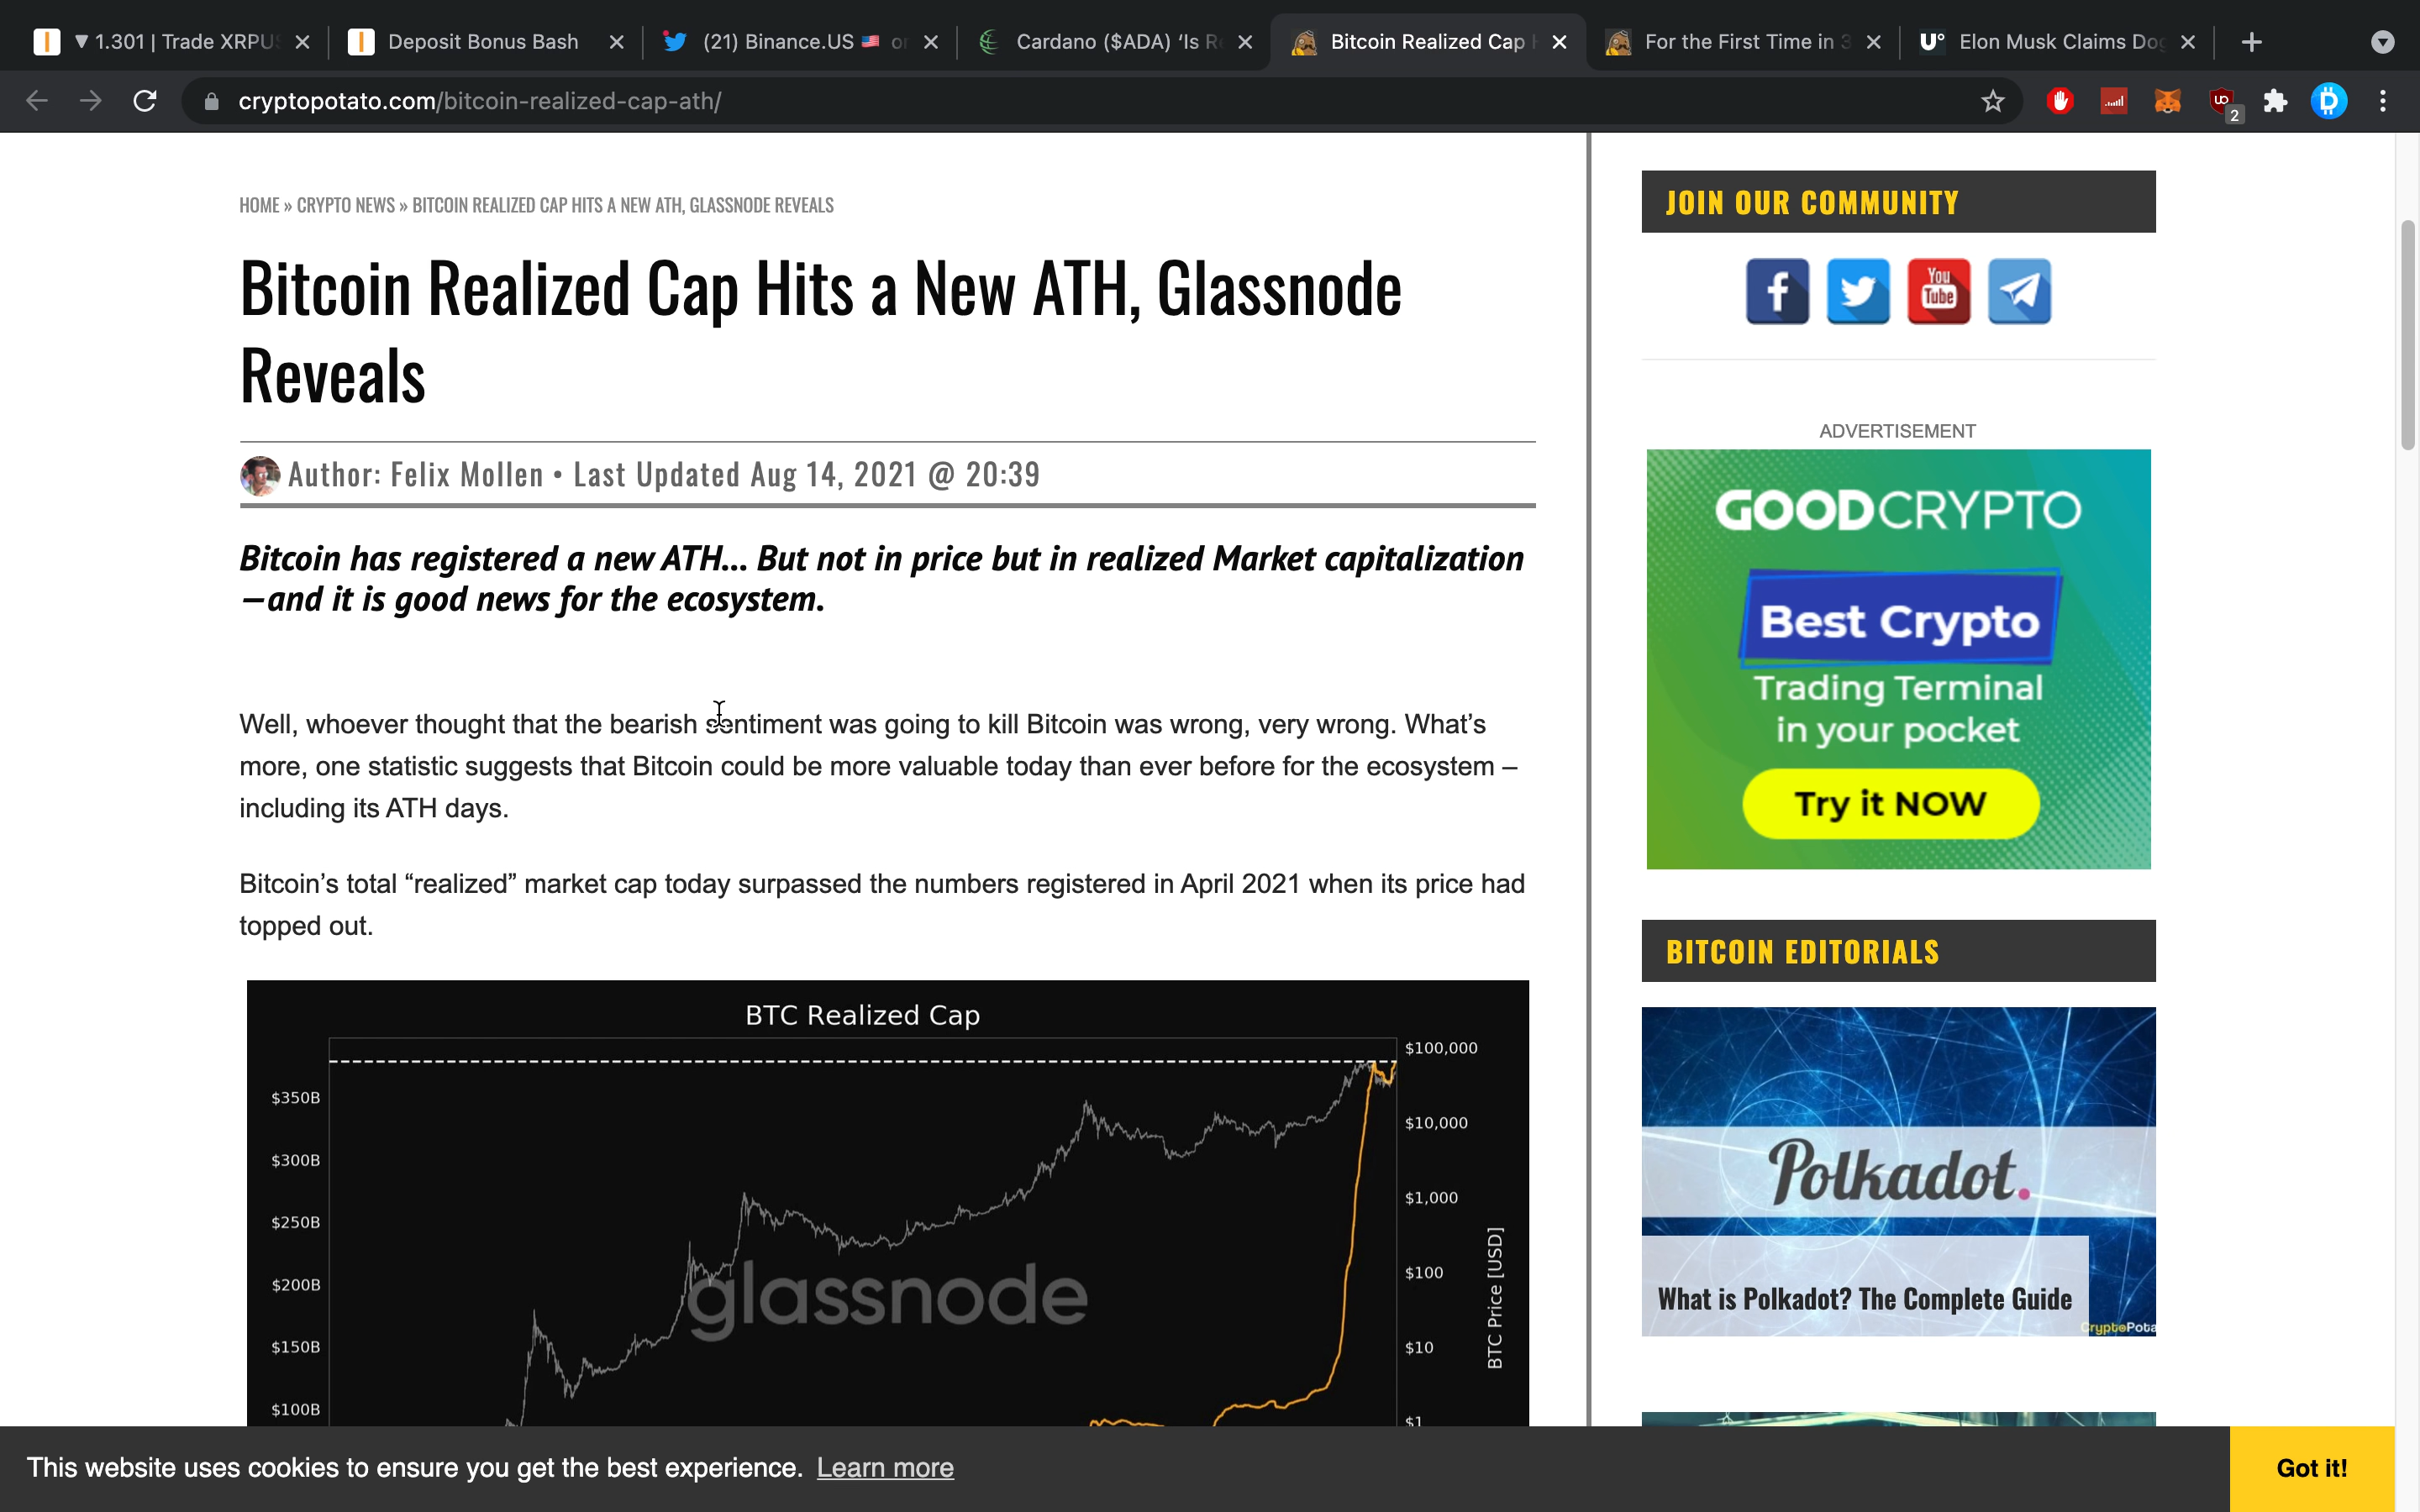 ▼ 1.301 | Trade XRPUS
Deposit Bonus Bash
(21) Binance.US 🇺🇸 on
Cardano ($ADA) ‘Is Re
Bitcoin Realized Cap H
For the First Time in 3
Elon Musk Claims Dog
cryptopotato.com/bitcoin-realized-cap-ath/
2
HOME » CRYPTO NEWS » BITCOIN REALIZED CAP HITS A NEW ATH, GLASSNODE REVEALS
Bitcoin Realized Cap Hits a New ATH, Glassnode
Reveals
Author: Felix Mollen • Last Updated Aug 14, 2021 @ 20:39
Bitcoin has registered a new ATH... But not in price but in realized Market capitalization
—and it is good news for the ecosystem.
Well, whoever thought that the bearish sentiment was going to kill Bitcoin was wrong, very wrong. What’s
more, one statistic suggests that Bitcoin could be more valuable today than ever before for the ecosystem –
including its ATH days.
Bitcoin’s total “realized” market cap today surpassed the numbers registered in April 2021 when its price had
topped out.
BTC Realized Cap
$350B
$300B
$250B
$200B
$150B
$100B
$100,000
$10,000
$1,000
$100
$10
$1
BTC Price [USD]
glassnode
JOIN OUR COMMUNITY
You
Tube
ADVERTISEMENT
GOODCRYPTO
Best Crypto
Trading Terminal
in your pocket
Try it NOW
BITCOIN EDITORIALS
Polkadot.
What is Polkadot? The Complete Guide
CryptoPota
This website uses cookies to ensure you get the best experience. Learn more
Got it!